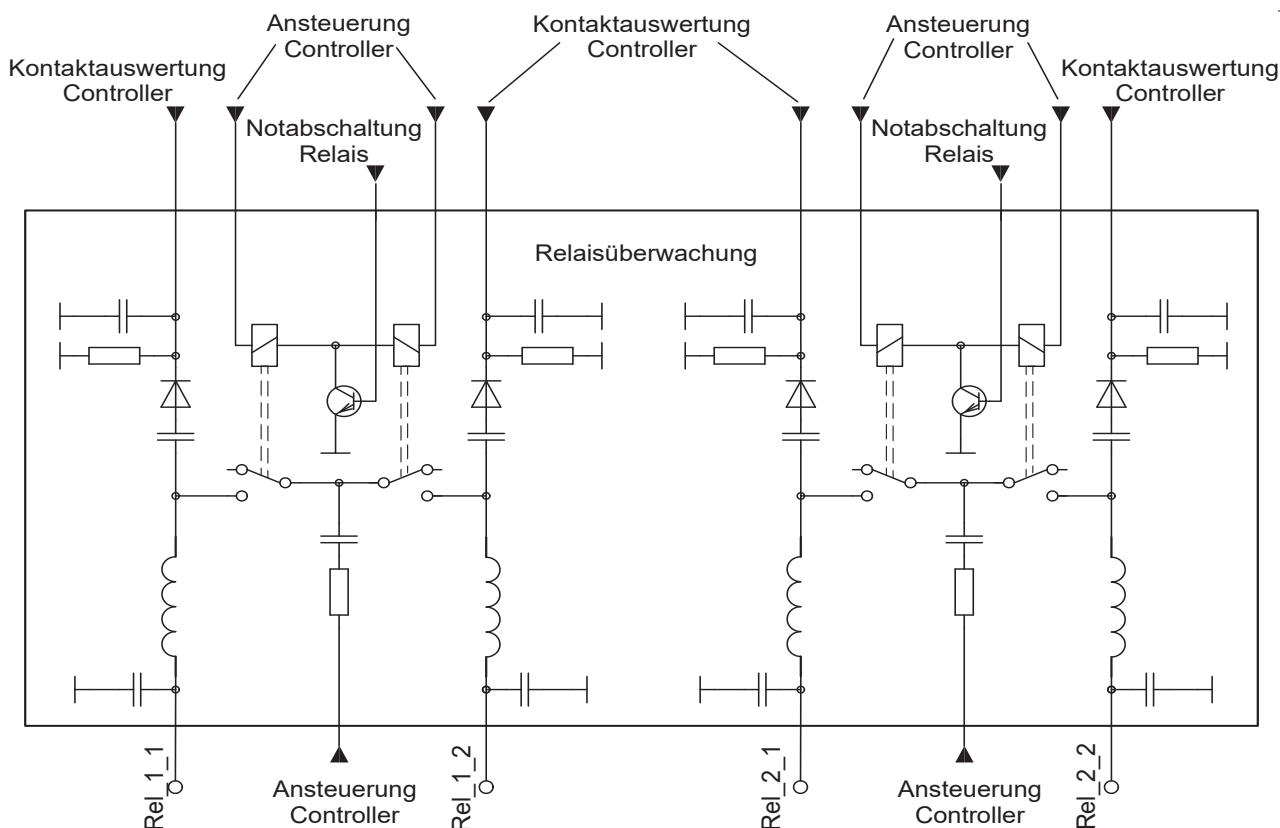 Ansteuerung
Controller
Kontaktauswertung
Controller
Ansteuerung
Controller
Kontaktauswertung
Controller
Kontaktauswertung
Controller
Notabschaltung
Relais
Notabschaltung
Relais
Relaisüberwachung
Rel_1_1
Ansteuerung
Controller
Rel_1_2
Rel_2_1
Ansteuerung
Controller
Rel_2_2